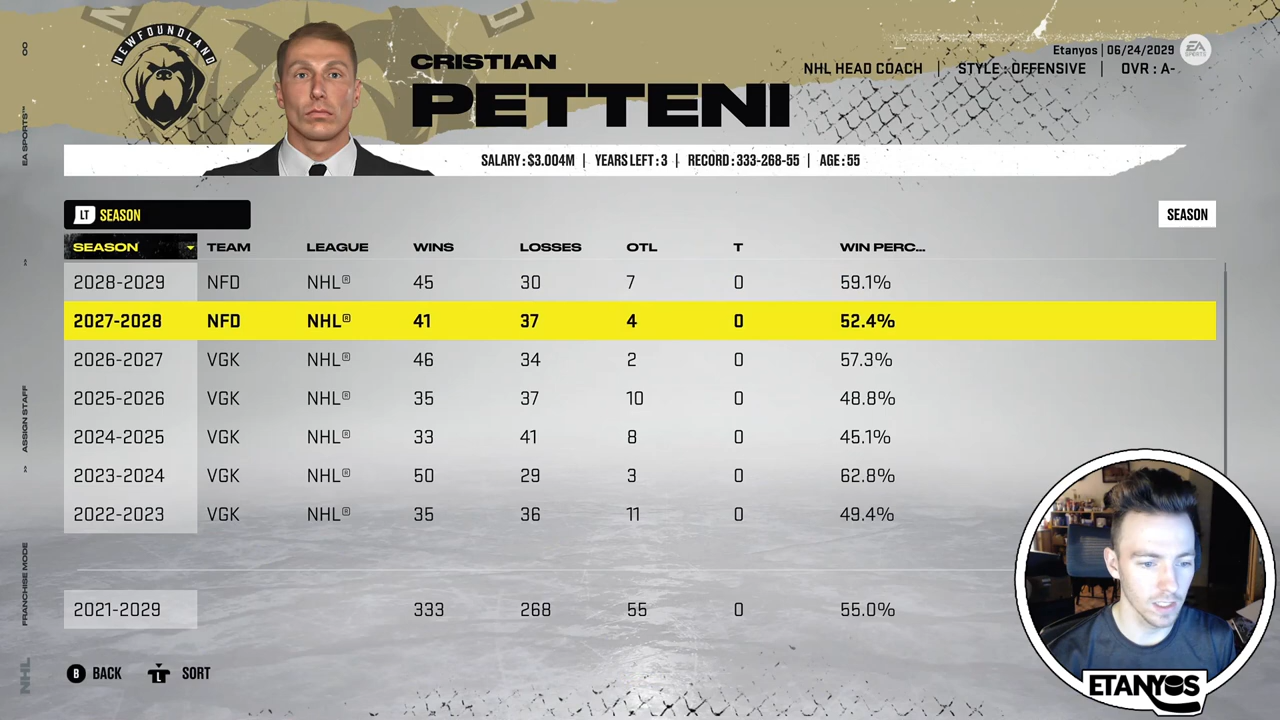 OO
EA SPORTS™
»
ASSIGN STAFF
»
FRANCHISE MODE
NHL
NEWFOUNDLAND
CRISTIAN
PETTENI
Etanyos | 06/24/2029
EA SPORTS
NHL HEAD COACH | STYLE : OFFENSIVE | OVR : A-
SALARY : $3.004M | YEARS LEFT : 3 | RECORD : 333-268-55 | AGE : 55
LT SEASON
SEASON
SEASON TEAM LEAGUE WINS LOSSES OTL T WIN PERC...
2028-2029 NFD NHL® 45 30 7 0 59.1%
2027-2028 NFD NHL® 41 37 4 0 52.4%
2026-2027 VGK NHL® 46 34 2 0 57.3%
2025-2026 VGK NHL® 35 37 10 0 48.8%
2024-2025 VGK NHL® 33 41 8 0 45.1%
2023-2024 VGK NHL® 50 29 3 0 62.8%
2022-2023 VGK NHL® 35 36 11 0 49.4%
2021-2029 333 268 55 0 55.0%
B BACK L SORT
ETANYOS